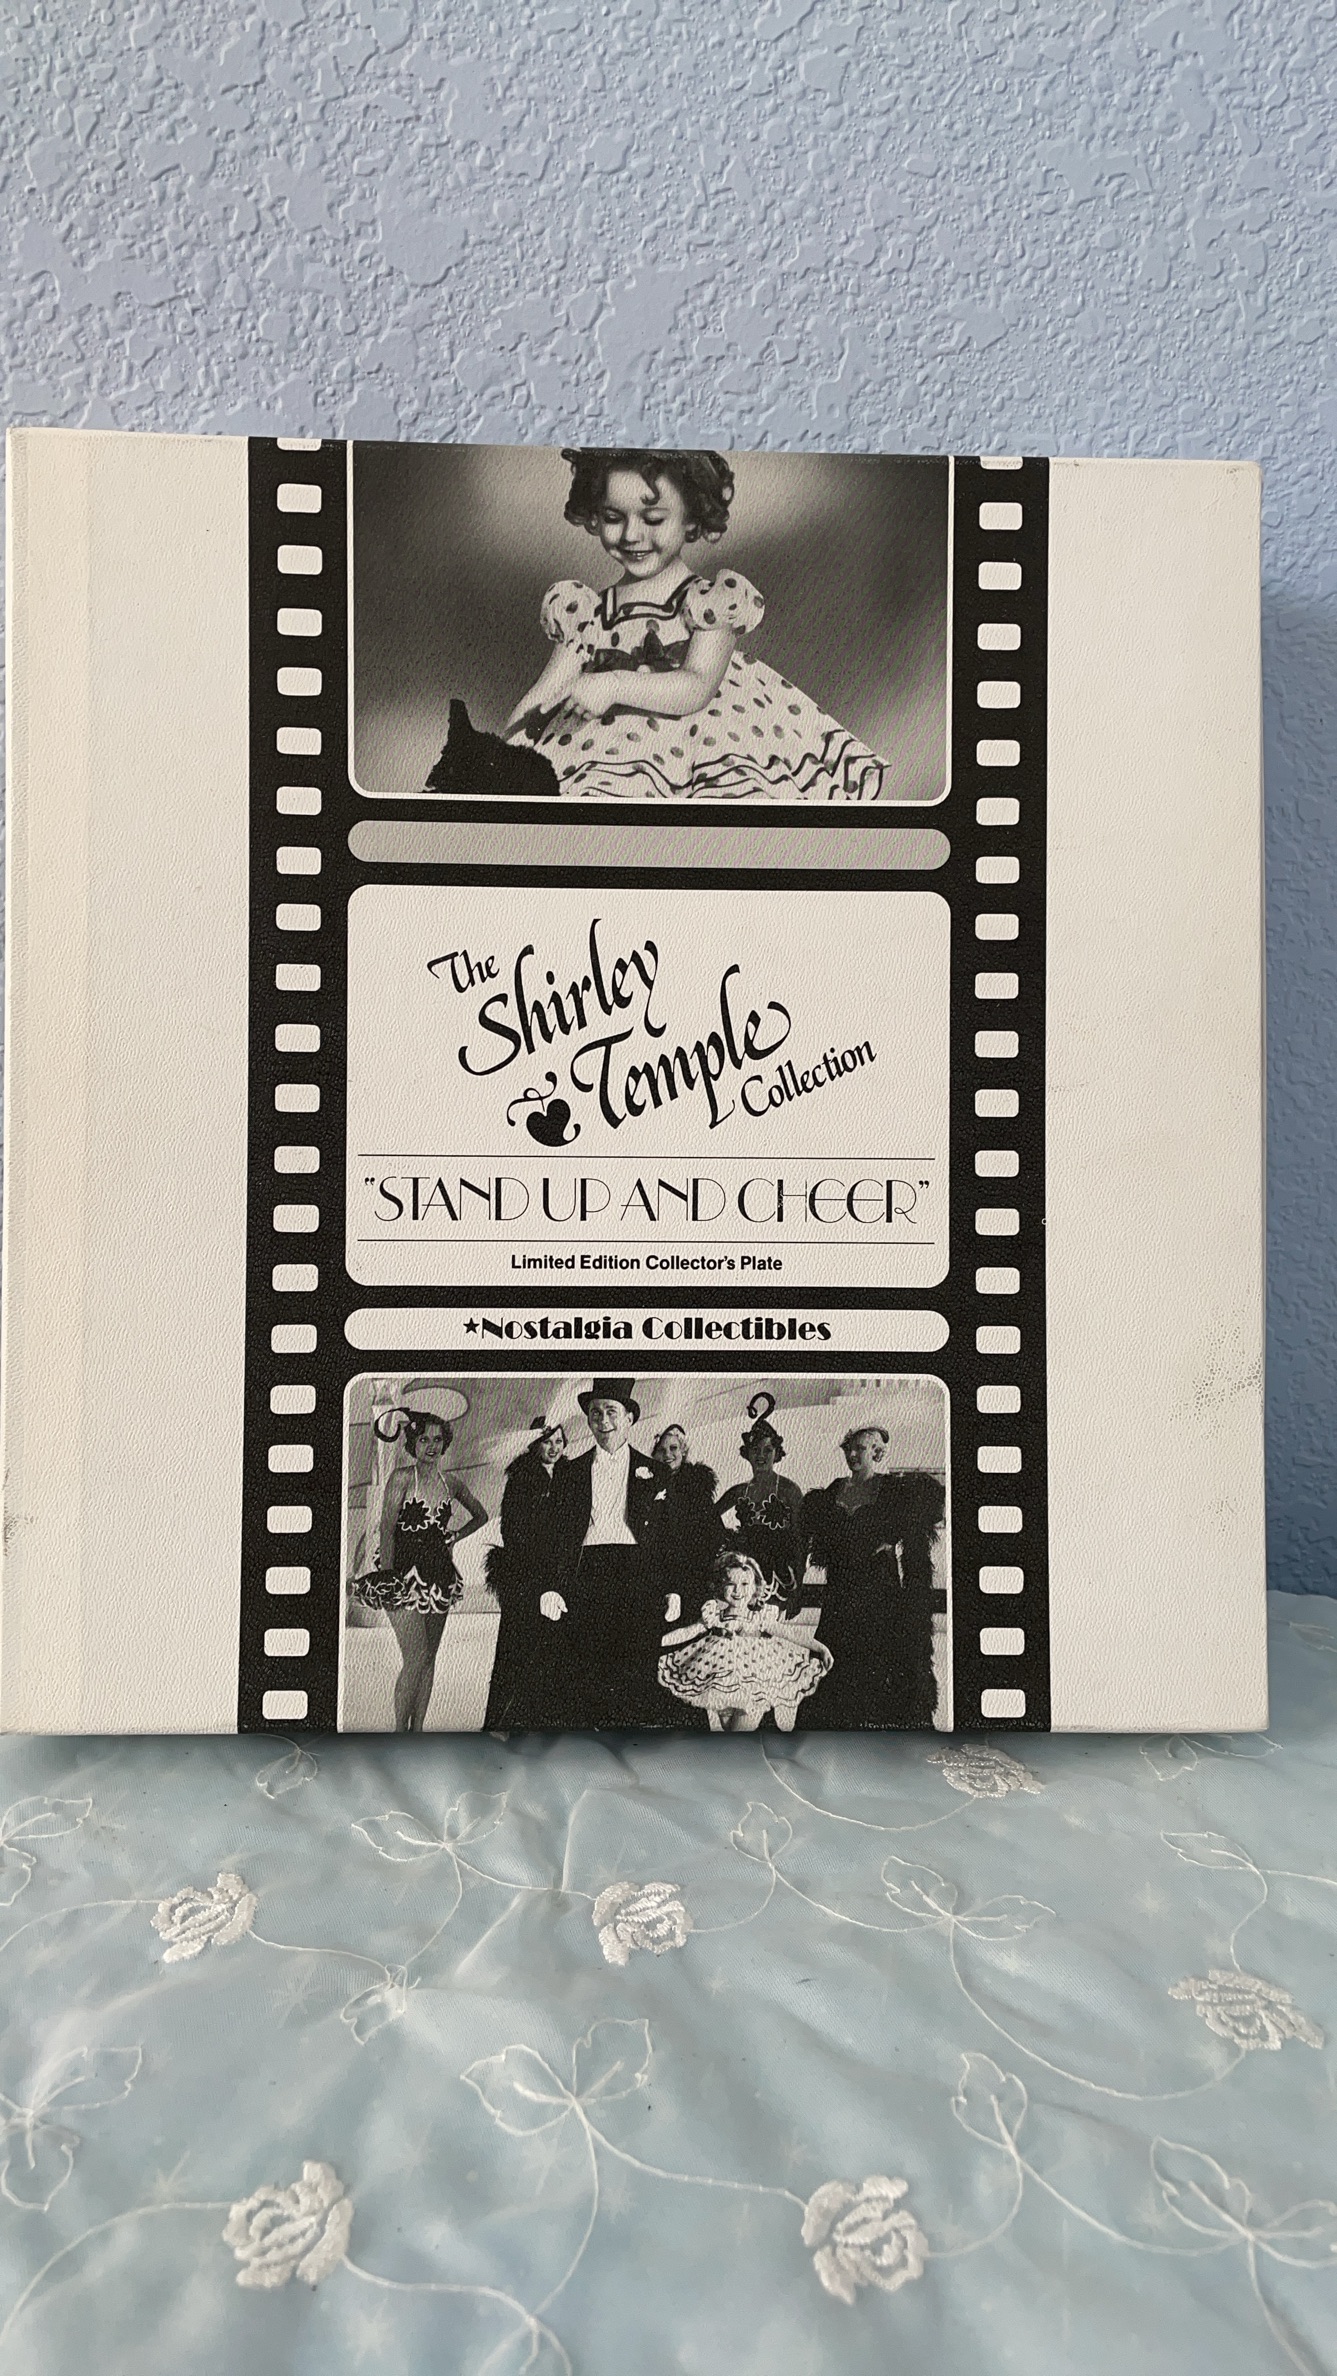 The
Shirley
Temple
Collection
"STAND UP AND CHEER"
Limited Edition Collector's Plate
★Nostalgia Collectibles